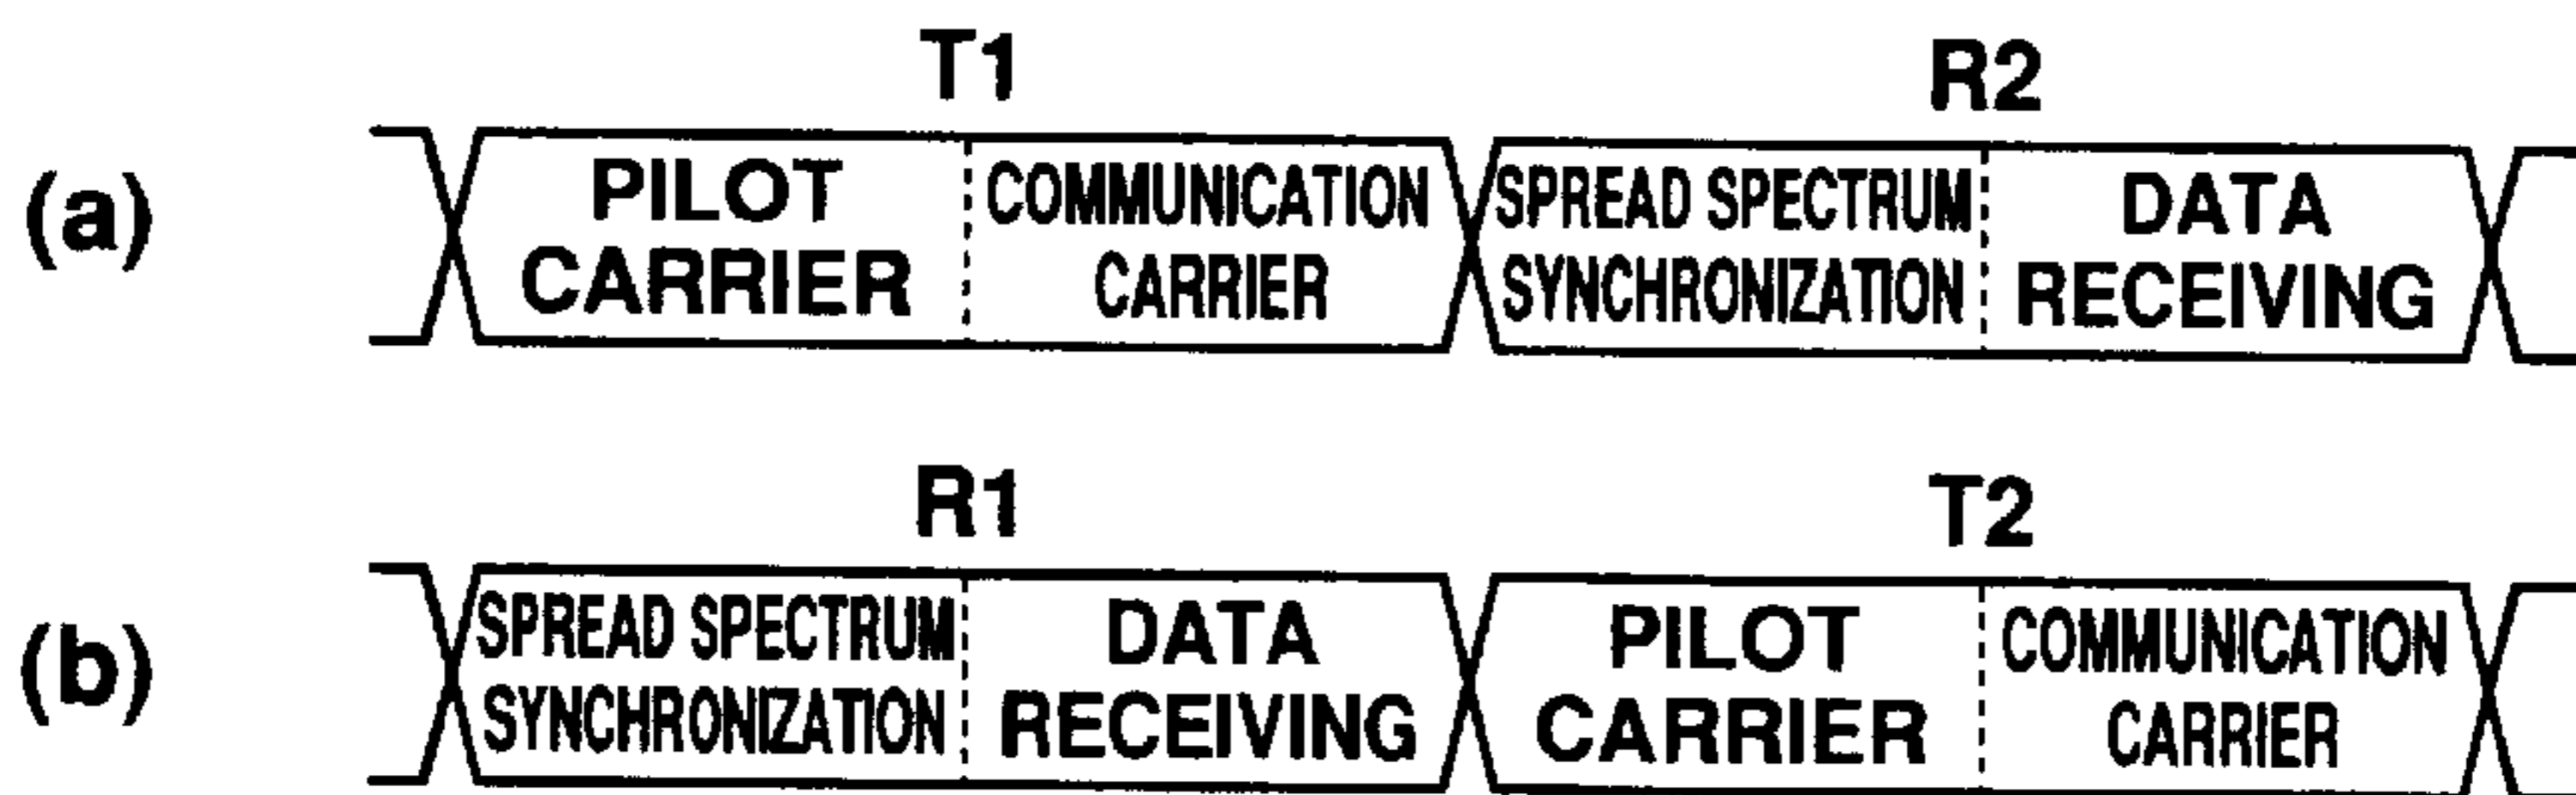 T1
R2
(a)
PILOT
CARRIER
COMMUNICATION
CARRIER
SPREAD SPECTRUM
SYNCHRONIZATION
DATA
RECEIVING
R1
T2
(b)
SPREAD SPECTRUM
SYNCHRONIZATION
DATA
RECEIVING
PILOT
CARRIER
COMMUNICATION
CARRIER